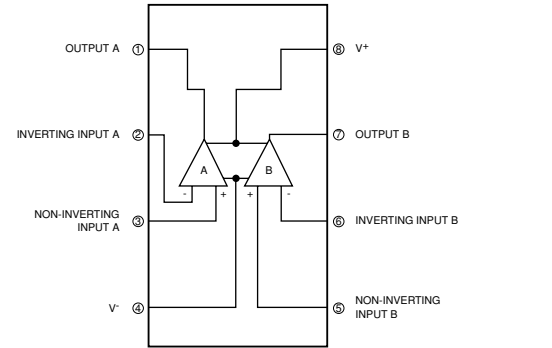 OUTPUT A ①
⑧ V+
INVERTING INPUT A ②
⑦ OUTPUT B
A
B
- +
+ -
NON-INVERTING
INPUT A ③
⑥ INVERTING INPUT B
V- ④
⑤ NON-INVERTING
INPUT B